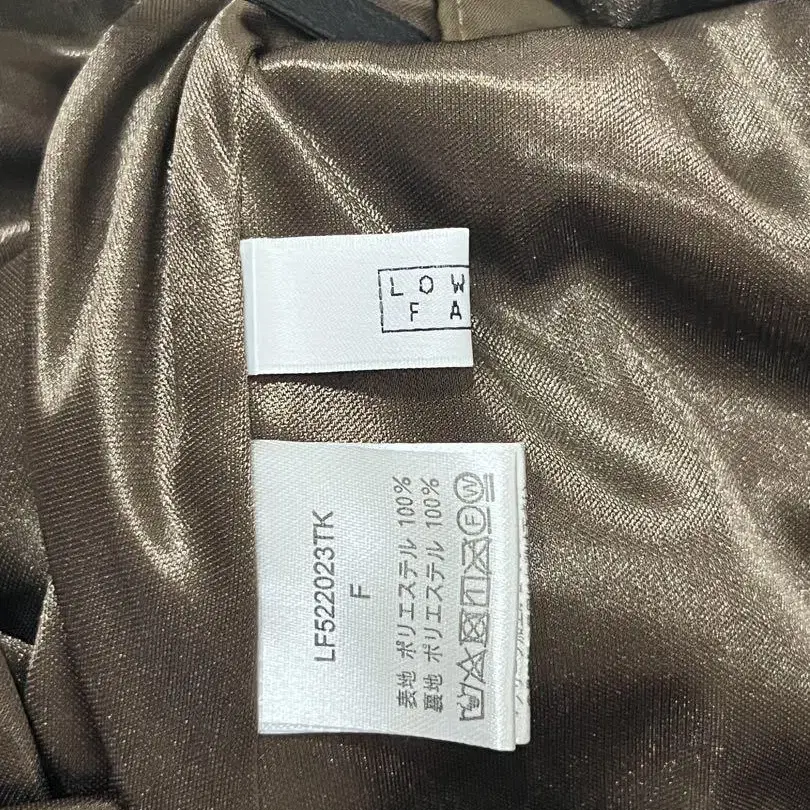 LOW
FA
LF522023TK
F
表地 ポリエステル 100%
裏地 ポリエステル 100%